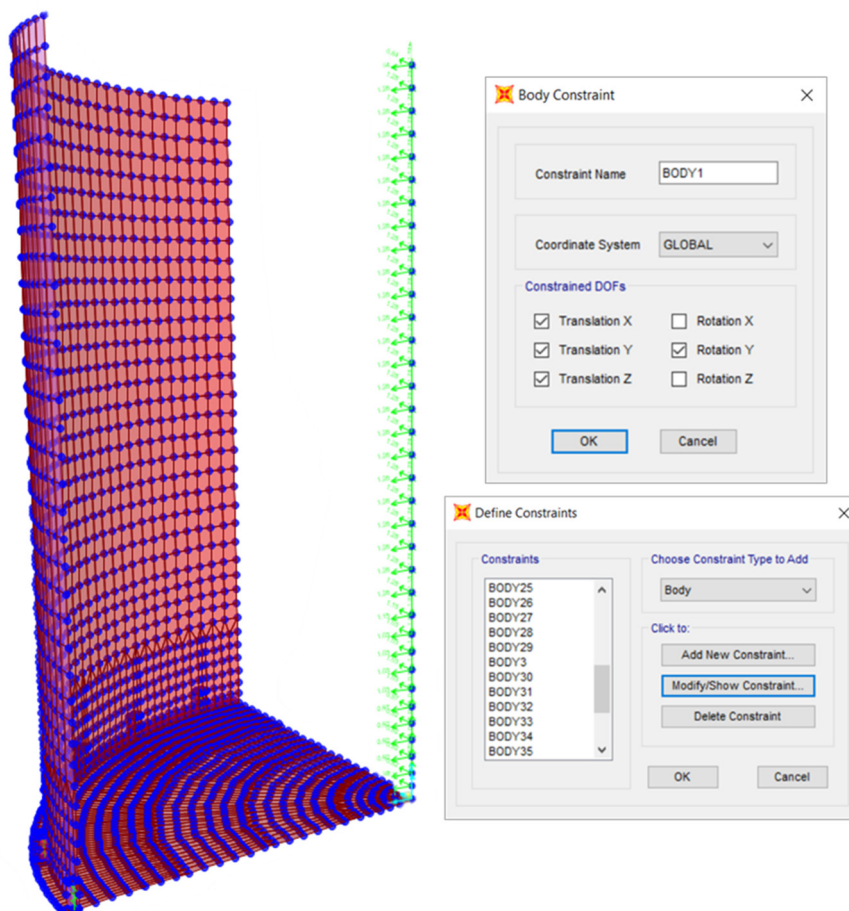 Body Constraint
Constraint Name
BODY1
Coordinate System
GLOBAL
Constrained DOFs
Translation X
Rotation X
Translation Y
Rotation Y
Translation Z
Rotation Z
OK
Cancel
Define Constraints
Constraints
BODY25
BODY26
BODY27
BODY28
BODY29
BODY3
BODY30
BODY31
BODY32
BODY33
BODY34
BODY35
Choose Constraint Type to Add
Body
Click to:
Add New Constraint...
Modify/Show Constraint...
Delete Constraint
OK
Cancel